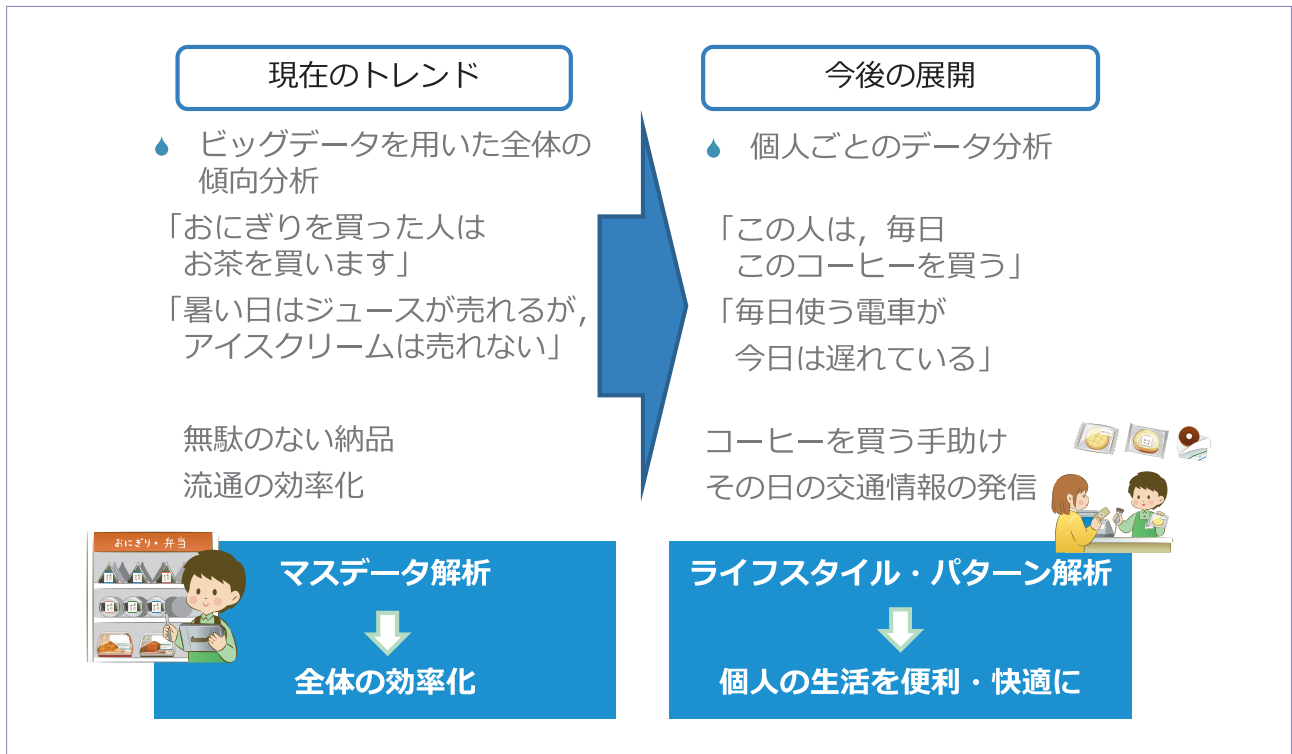 現在のトレンド
ビッグデータを用いた全体の
傾向分析
「おにぎりを買った人は
お茶を買います」
「暑い日はジュースが売れるが，
アイスクリームは売れない」
無駄のない納品
流通の効率化
おにぎり・弁当
マスデータ解析
全体の効率化
今後の展開
個人ごとのデータ分析
「この人は，毎日
このコーヒーを買う」
「毎日使う電車が
今日は遅れている」
コーヒーを買う手助け
その日の交通情報の発信
ライフスタイル・パターン解析
個人の生活を便利・快適に